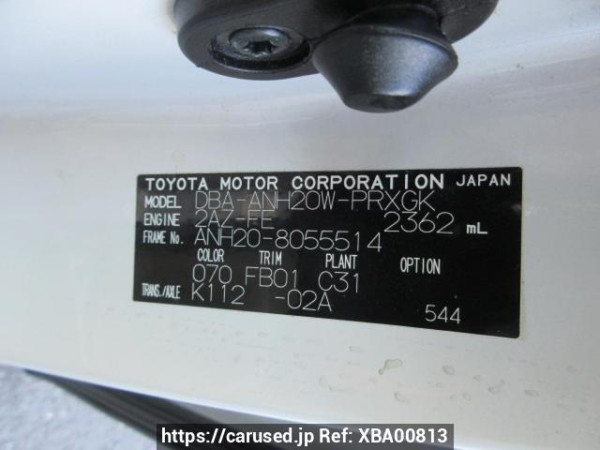 TOYOTA MOTOR CORPORATION JAPAN
MODEL DBA-ANH20W-PRXGK
ENGINE 2AZ-FE 2362 mL
FRAME No. ANH20-8055514
COLOR TRIM PLANT OPTION
070 FB01 C31
TRANS./AXLE K112 -02A
544
https://carused.jp Ref: XBA00813